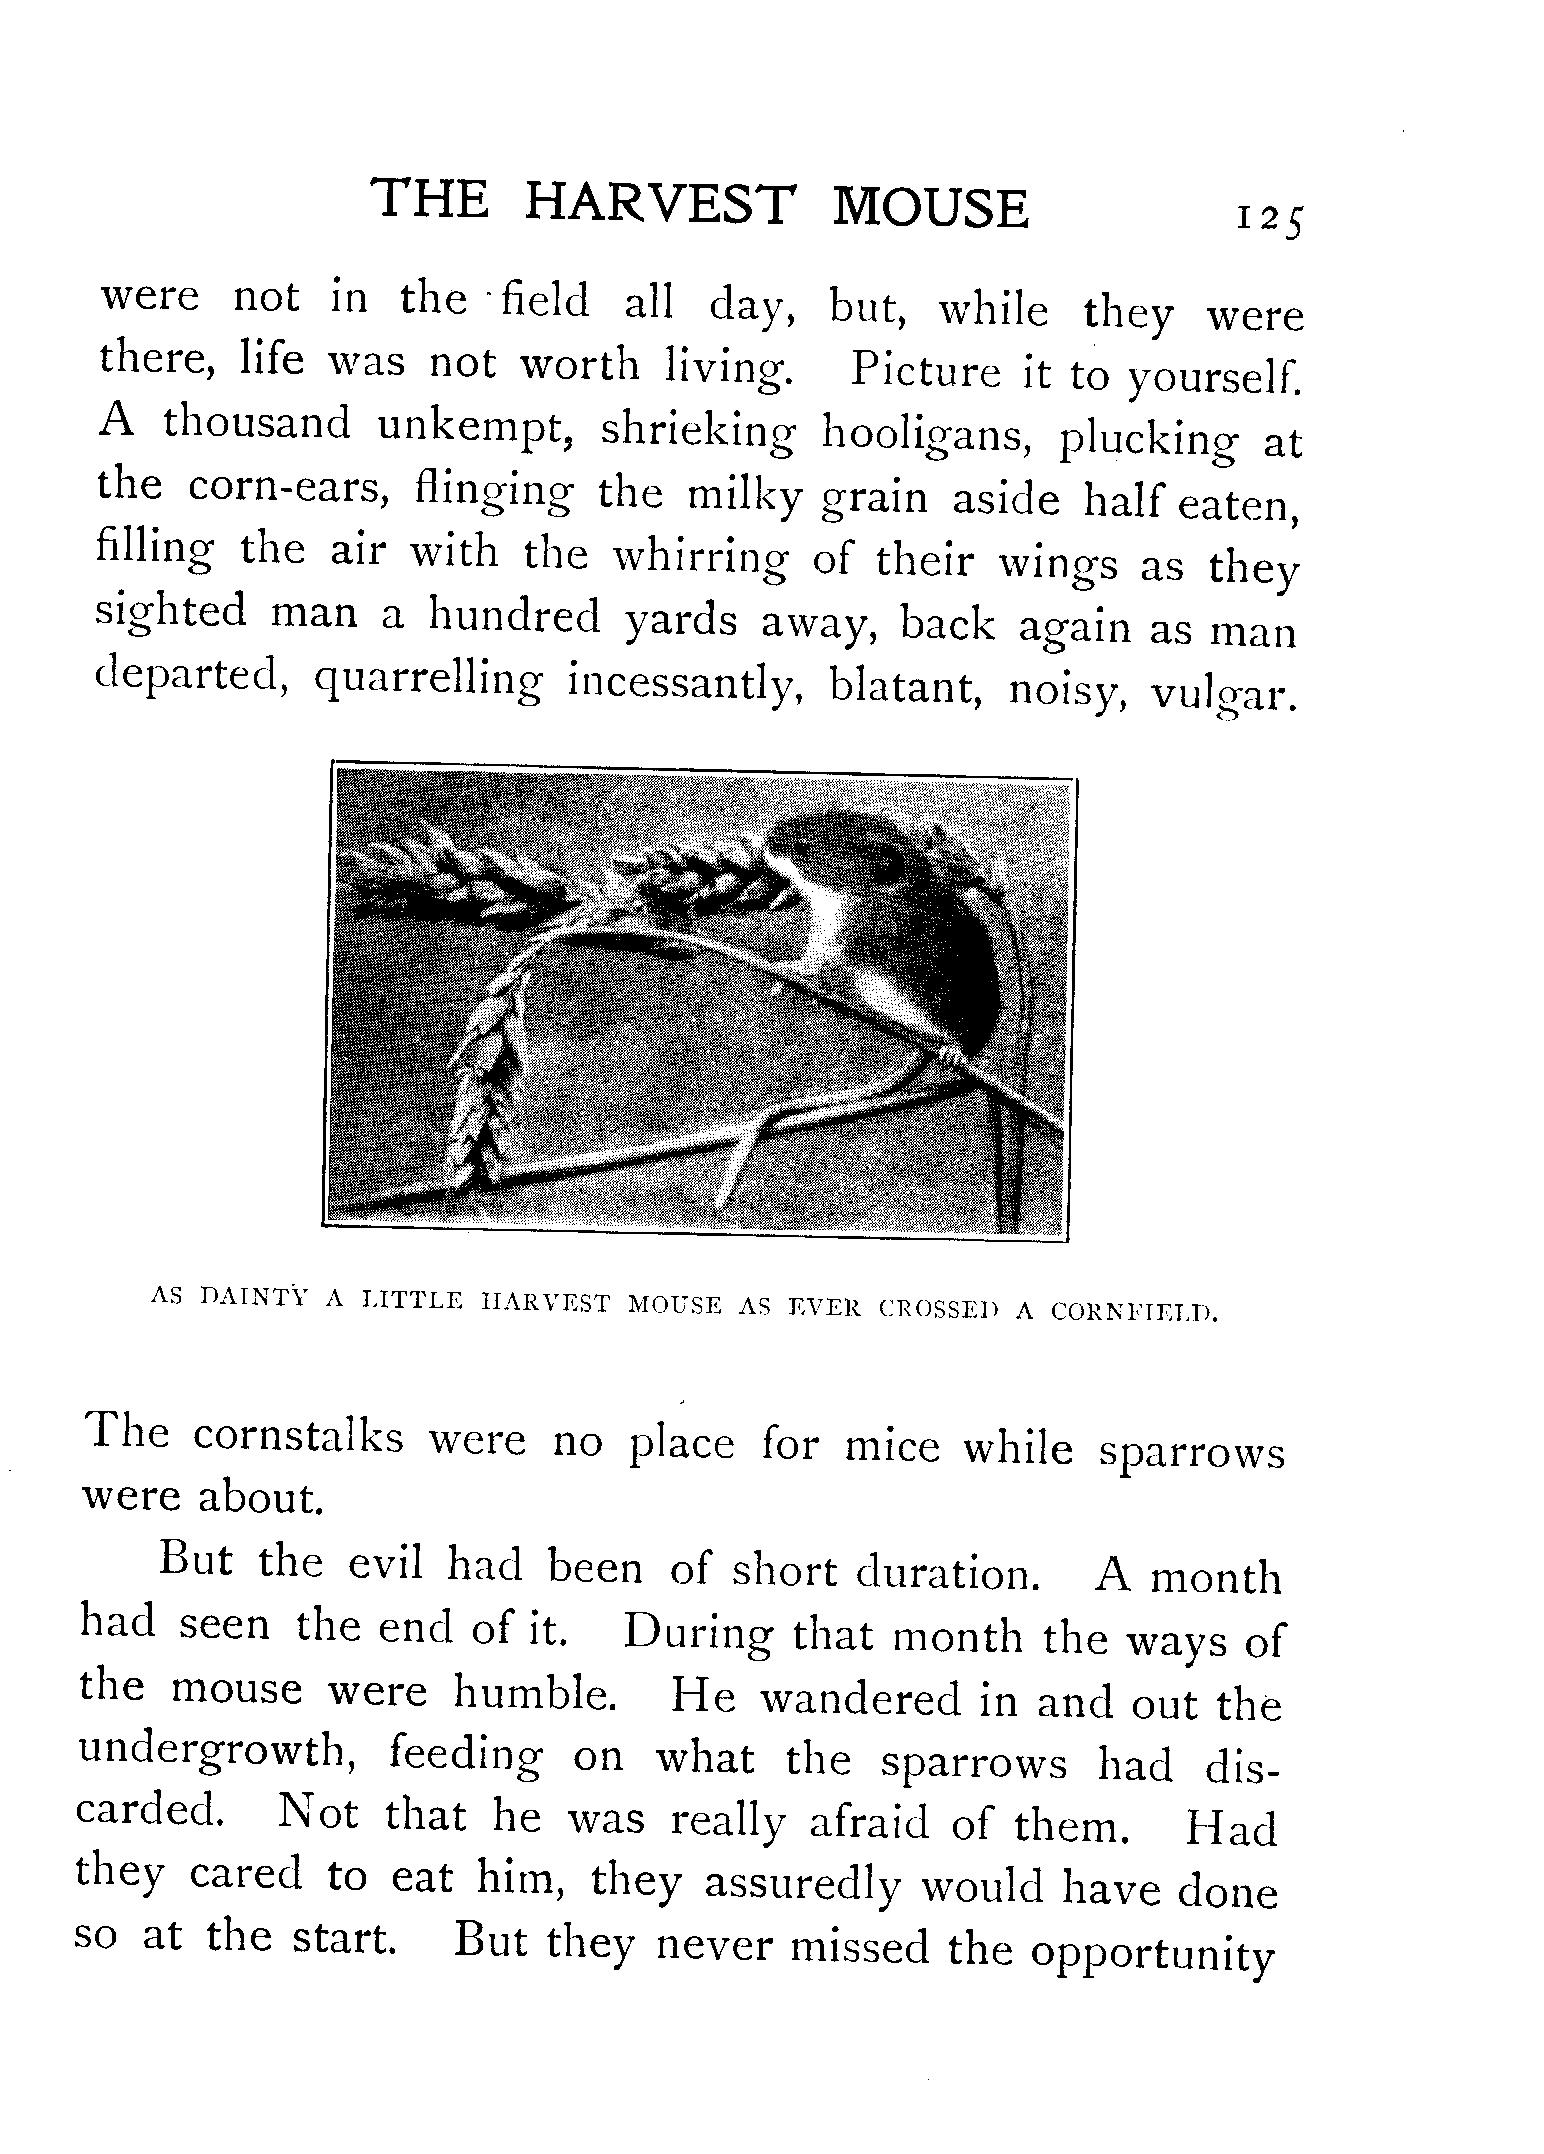 THE HARVEST MOUSE 125
were not in the field all day, but, while they were
there, life was not worth living. Picture it to yourself.
A thousand unkempt, shrieking hooligans, plucking at
the corn-ears, flinging the milky grain aside half eaten,
filling the air with the whirring of their wings as they
sighted man a hundred yards away, back again as man
departed, quarrelling incessantly, blatant, noisy, vulgar.
AS DAINTY A LITTLE HARVEST MOUSE AS EVER CROSSED A CORNFIELD.
The cornstalks were no place for mice while sparrows
were about.
But the evil had been of short duration. A month
had seen the end of it. During that month the ways of
the mouse were humble. He wandered in and out the
undergrowth, feeding on what the sparrows had dis-
carded. Not that he was really afraid of them. Had
they cared to eat him, they assuredly would have done
so at the start. But they never missed the opportunity